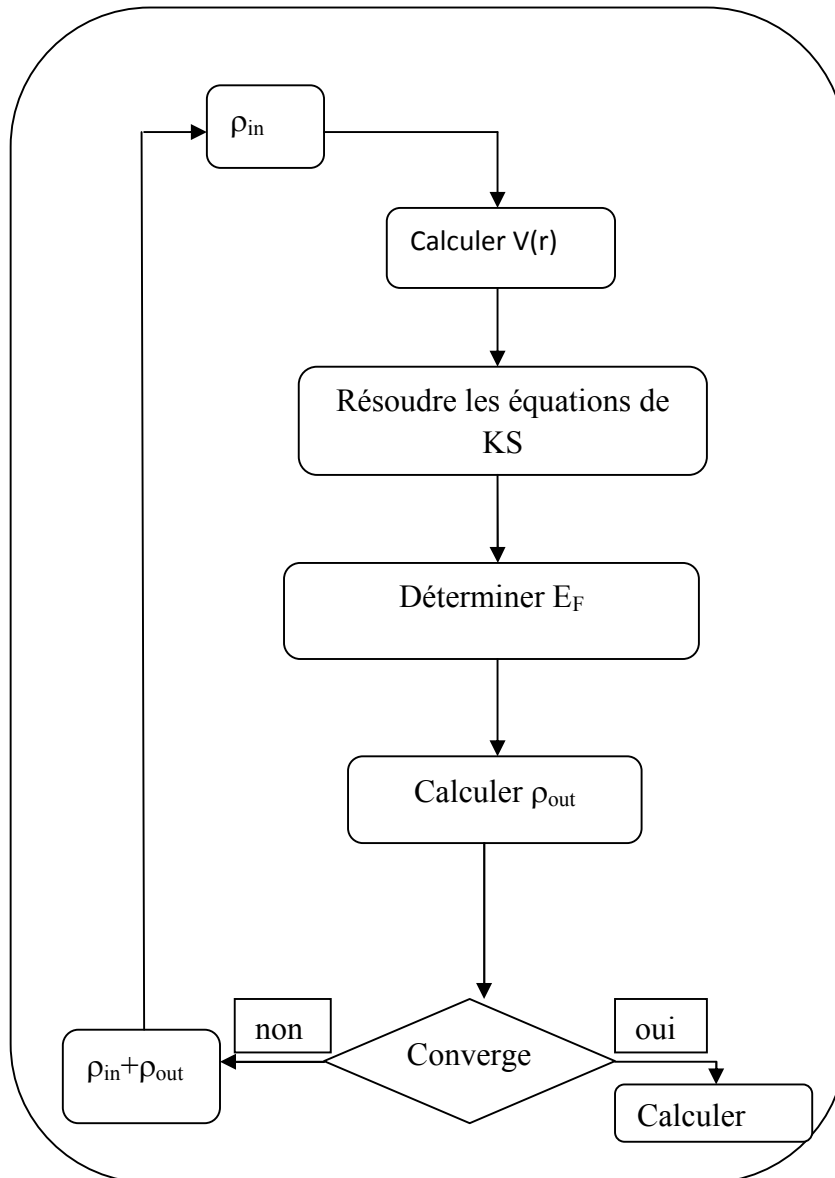 ρin
Calculer V(r)
Résoudre les équations de
KS
Déterminer EF
Calculer ρout
non
oui
Converge
ρin+ρout
Calculer